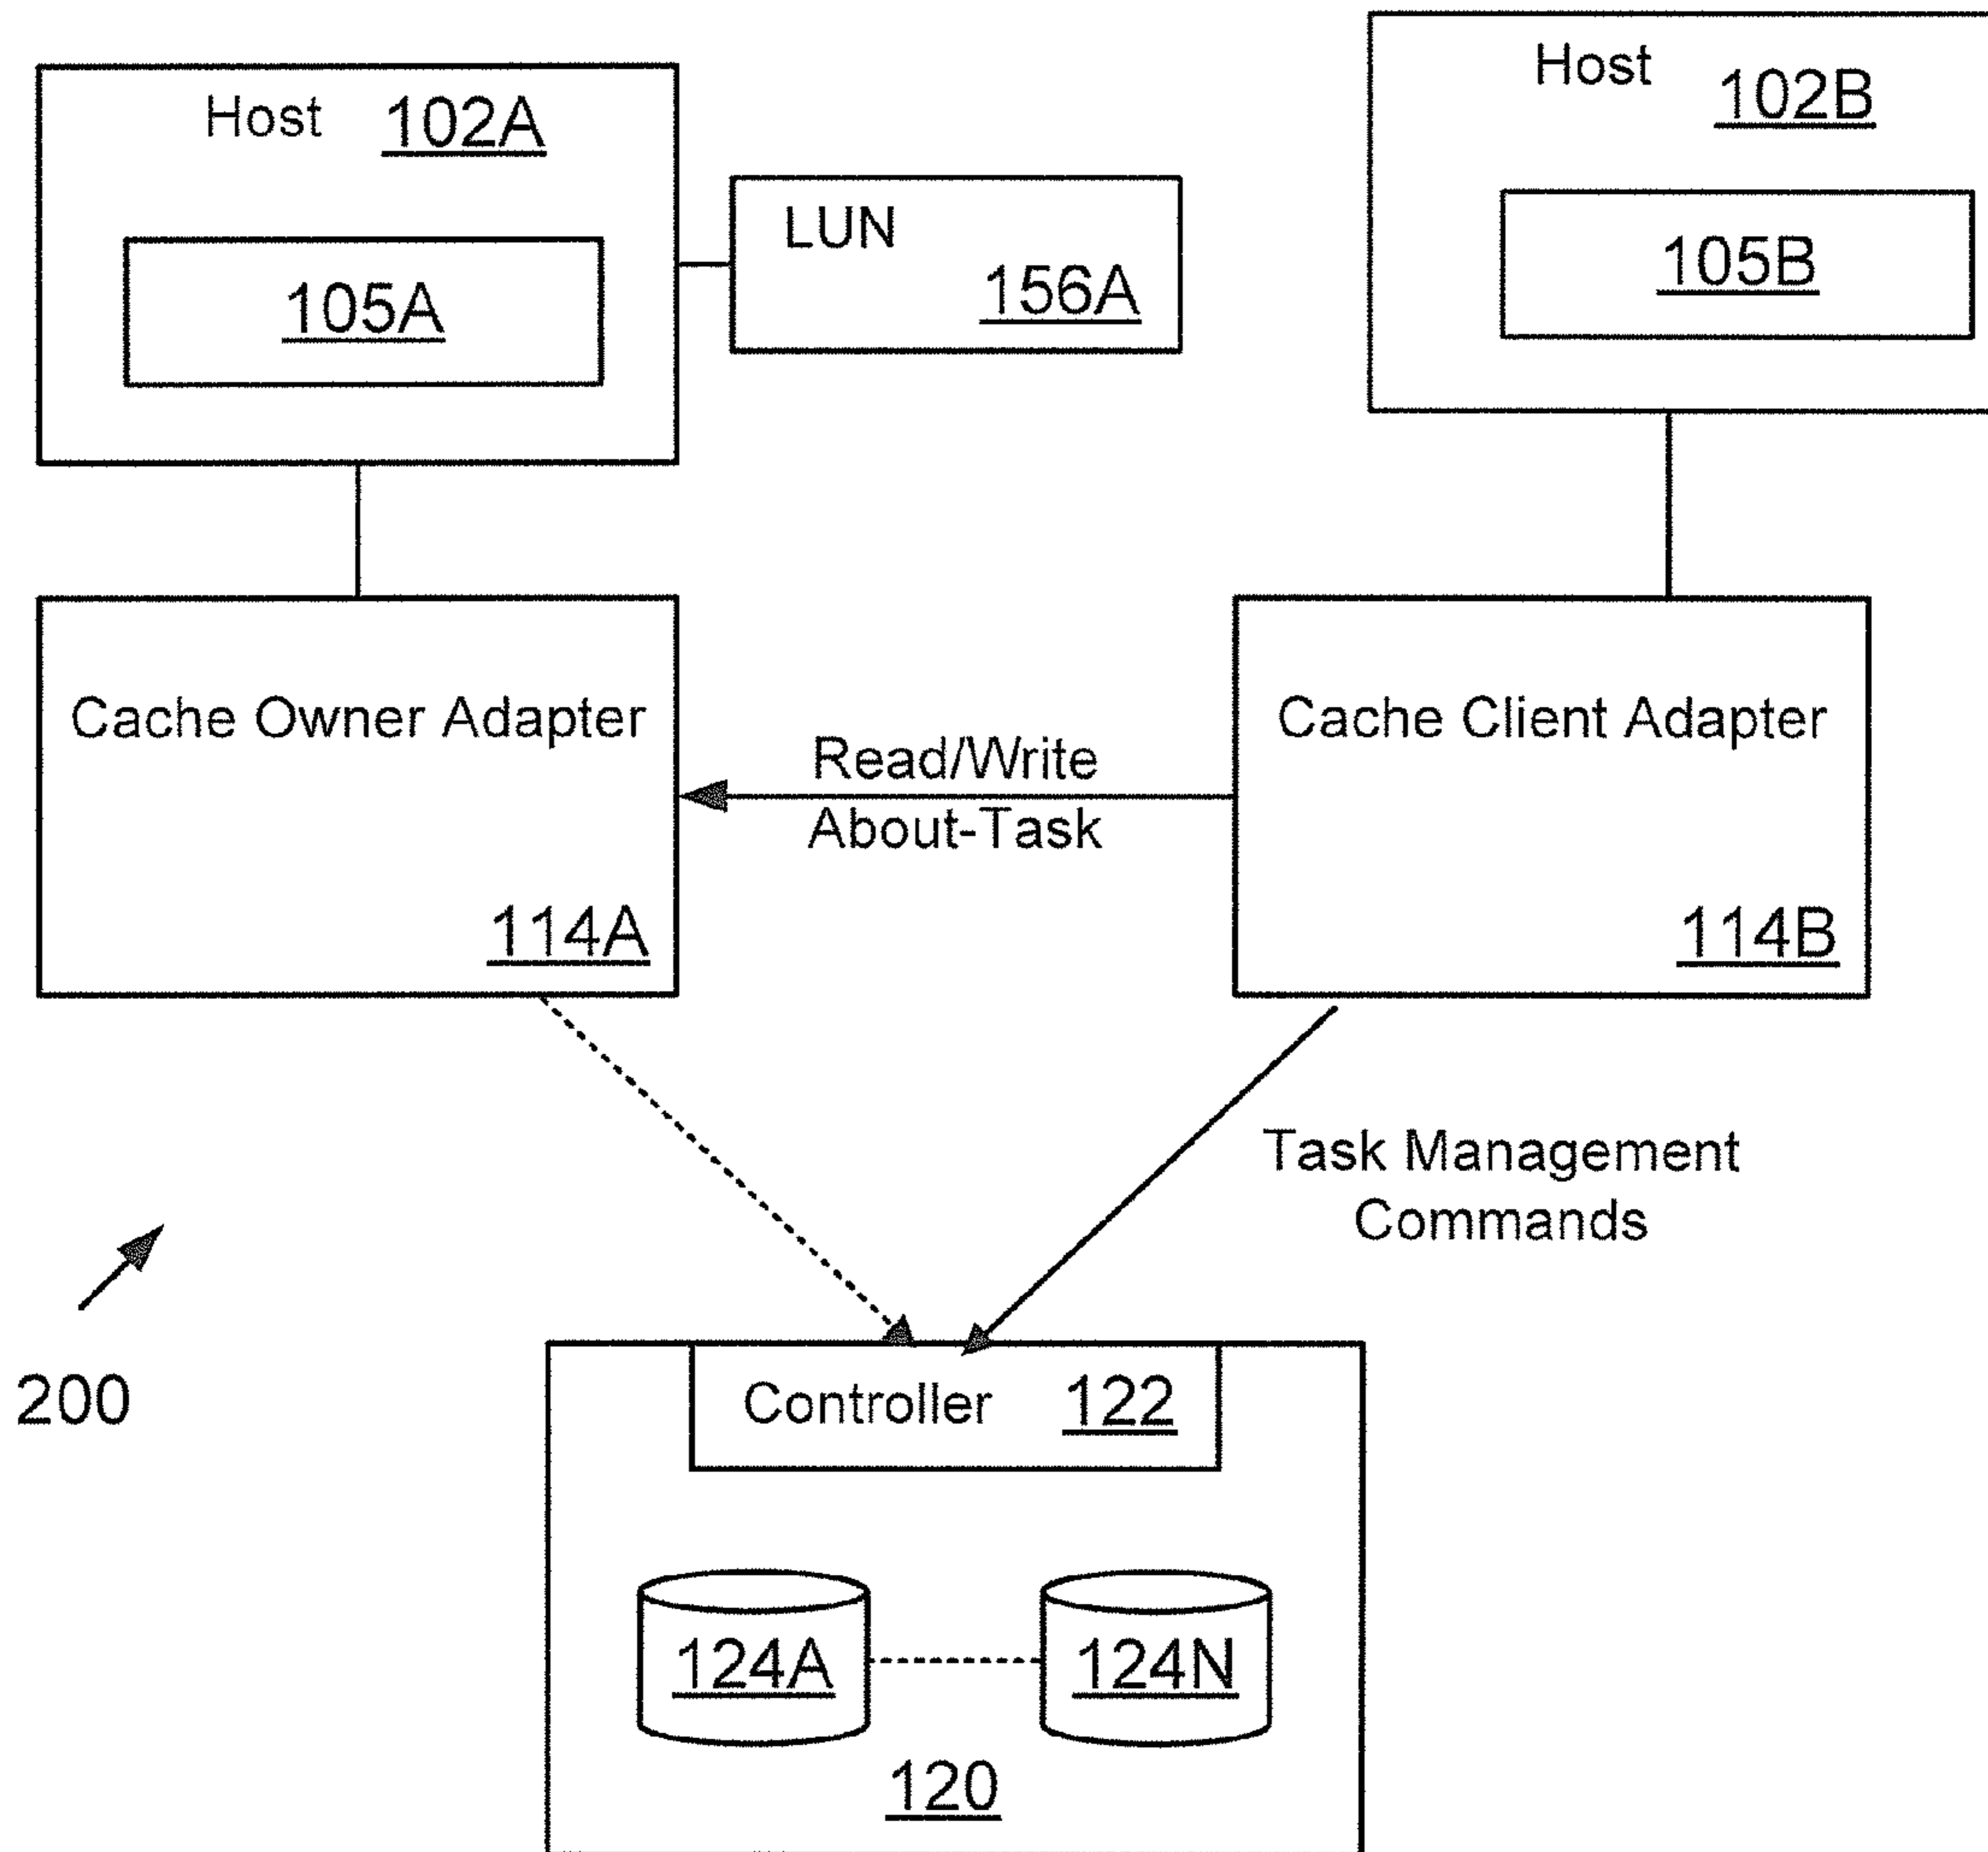 Host 102A
Host 102B
LUN
156A
105A
105B
Cache Owner Adapter
114A
Read/Write
About-Task
Cache Client Adapter
114B
Task Management
Commands
200
Controller 122
124A
124N
120